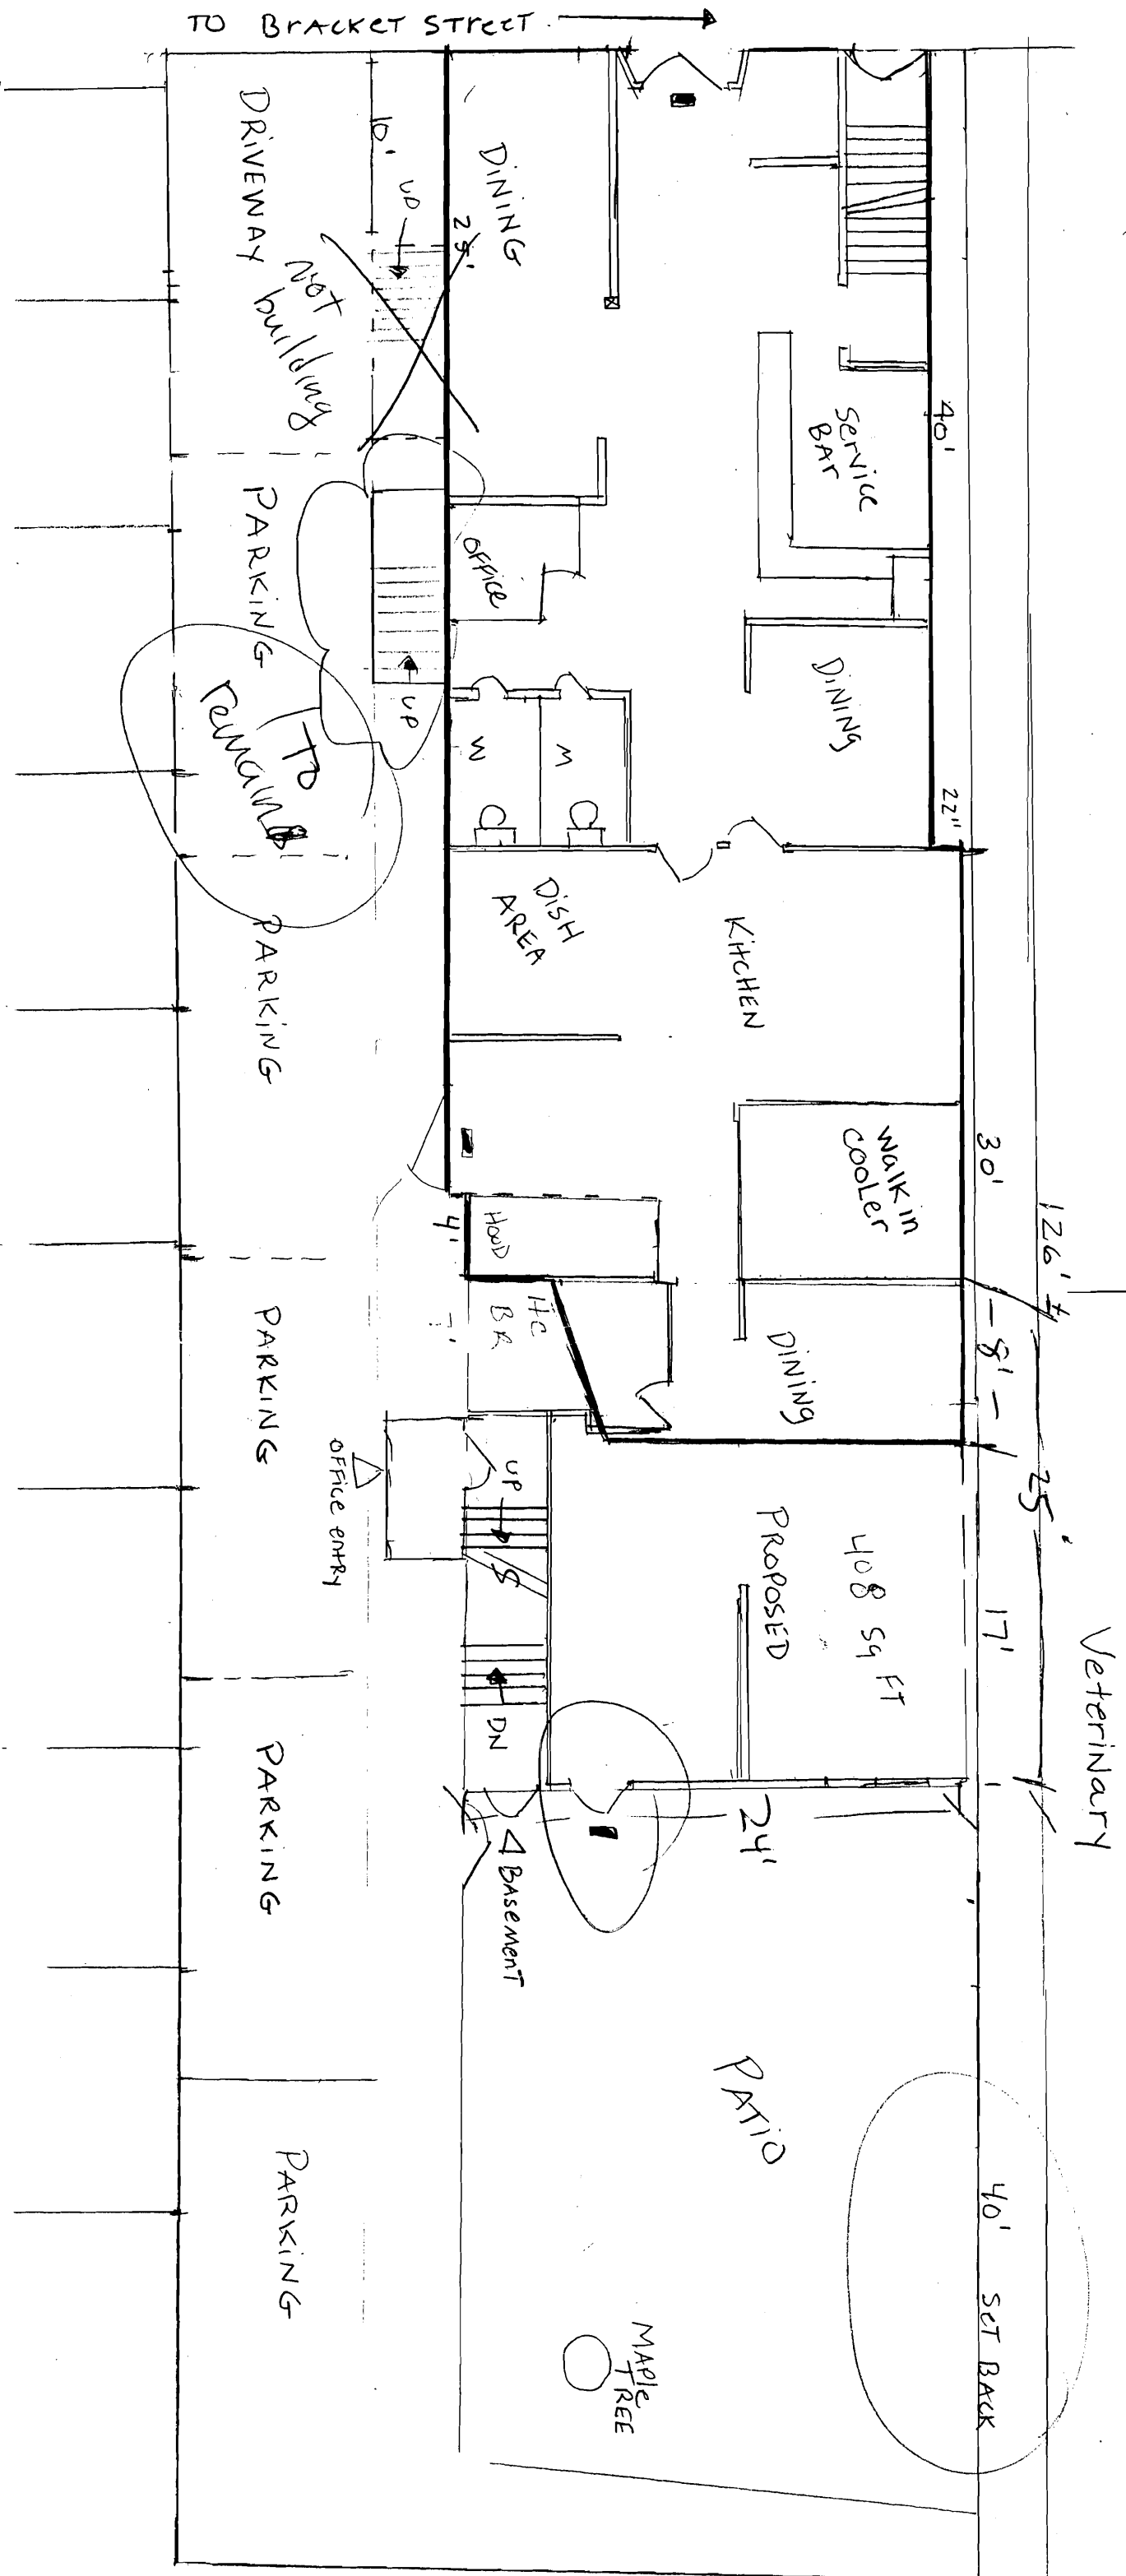 TO BRACKET STREET
DRIVEWAY
10'
UP
25'
DINING
not
building
40'
Service
BAR
PARKING
OFFICE
UP
TO
remain
DINING
22"
W
M
DISH
AREA
KITCHEN
PARKING
walk in
COOLER
30'
126' ±
4'
HOOD
HC
BR
7'
DINING
8'
25'
PARKING
OFFICE ENTRY
UP
PROPOSED
408 SQ FT
17'
Veterinary
DN
24'
BASEMENT
PARKING
PATIO
40' SET BACK
MAPLE
TREE
PARKING